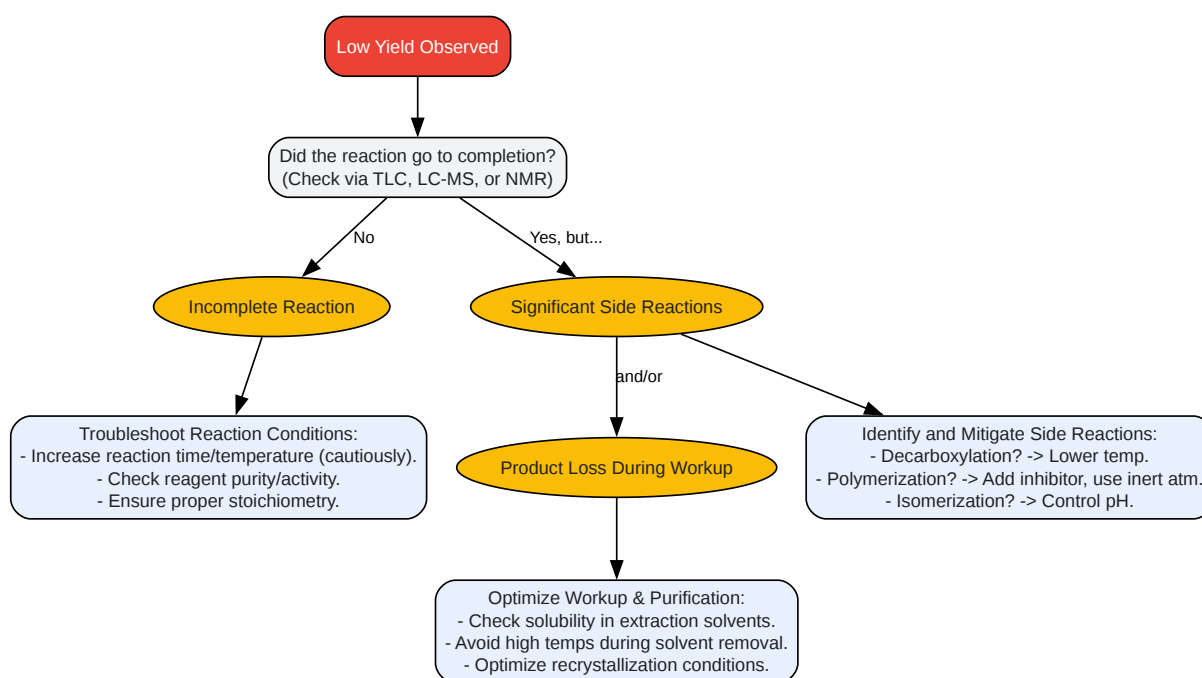 Low Yield Observed
Did the reaction go to completion?
(Check via TLC, LC-MS, or NMR)
No
Yes, but...
Incomplete Reaction
Significant Side Reactions
and/or
Troubleshoot Reaction Conditions:
- Increase reaction time/temperature (cautiously).
- Check reagent purity/activity.
- Ensure proper stoichiometry.
Product Loss During Workup
Identify and Mitigate Side Reactions:
- Decarboxylation? -> Lower temp.
- Polymerization? -> Add inhibitor, use inert atm.
- Isomerization? -> Control pH.
Optimize Workup & Purification:
- Check solubility in extraction solvents.
- Avoid high temps during solvent removal.
- Optimize recrystallization conditions.